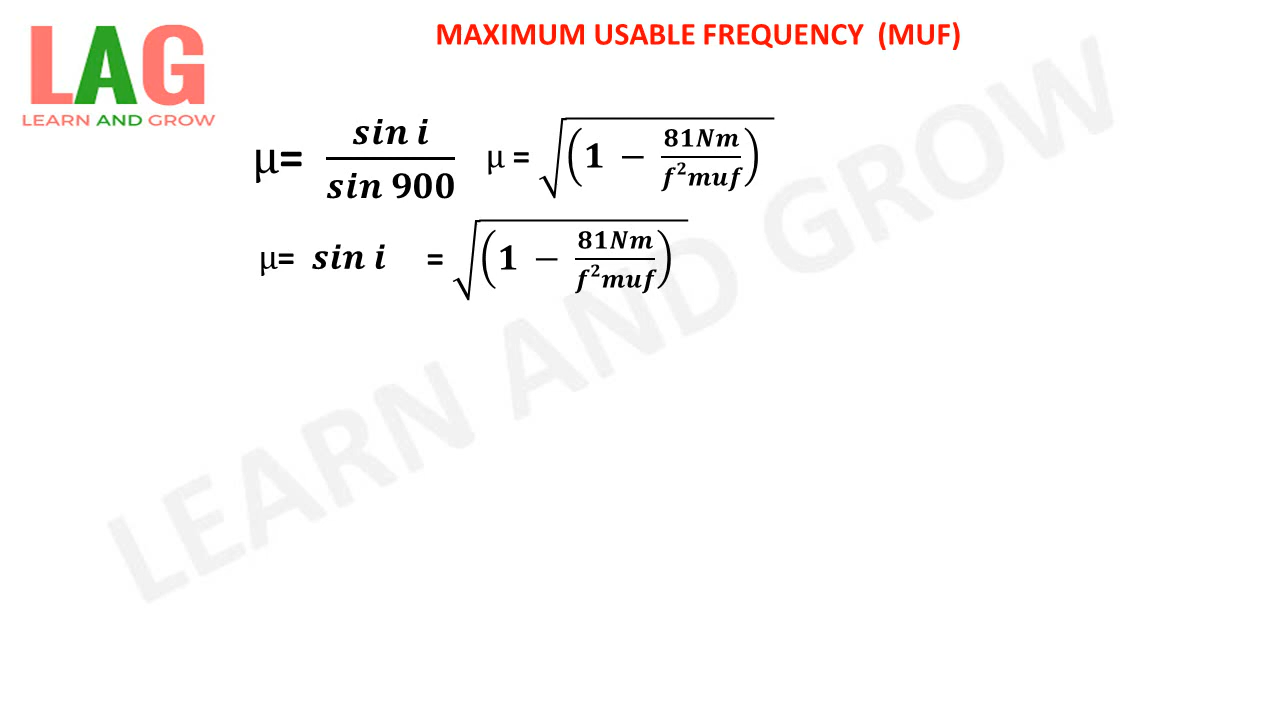 LAG
LEARN AND GROW
MAXIMUM USABLE FREQUENCY (MUF)
μ= sin i / sin 900 μ = √(1 − 81Nm / f²muf)
μ= sin i = √(1 − 81Nm / f²muf)
LEARN AND GROW